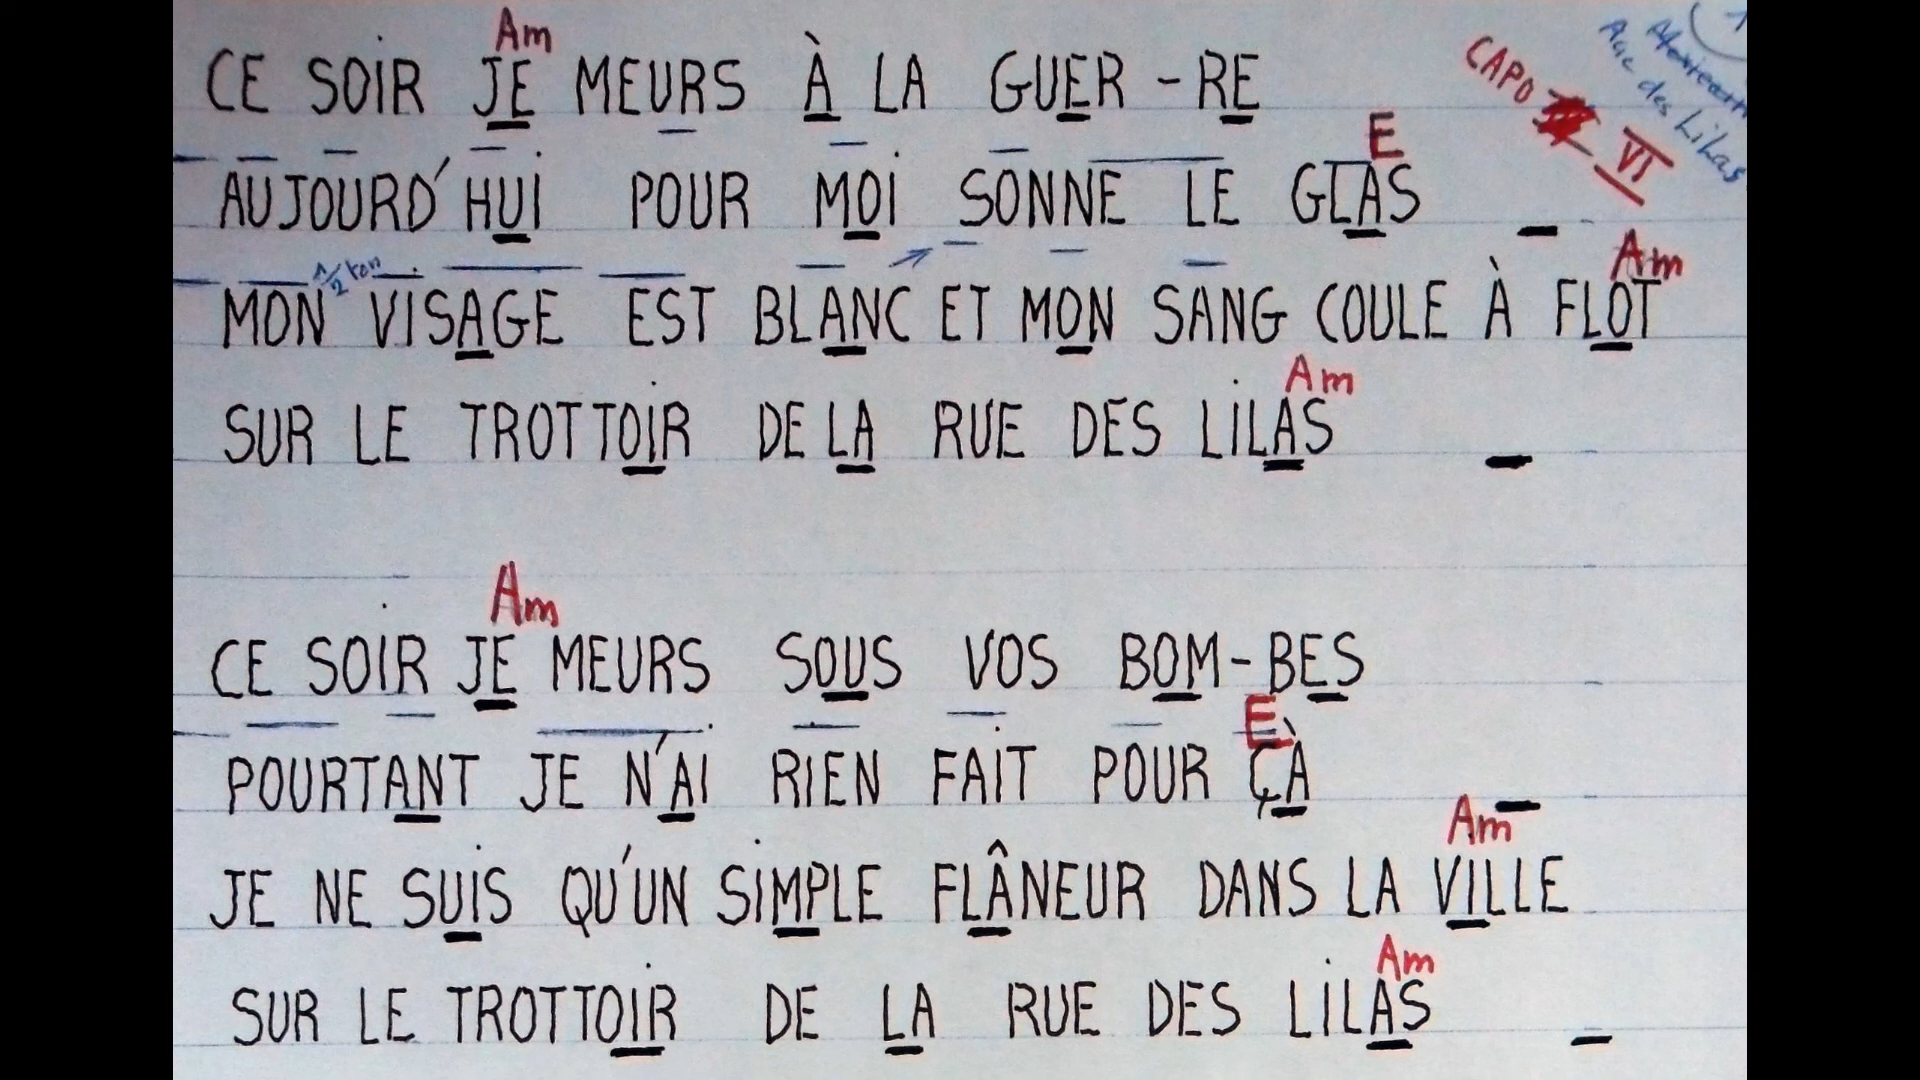 1
Rue des Lilas
CAPO VI
Am
CE SOIR JE MEURS À LA GUER-RE
E
AUJOURD'HUI POUR MOI SONNE LE GLAS
1/2 ton
Am
MON VISAGE EST BLANC ET MON SANG COULE À FLOT
Am
SUR LE TROTTOIR DE LA RUE DES LILAS
Am
CE SOIR JE MEURS SOUS VOS BOM-BES
E
POURTANT JE N'AI RIEN FAIT POUR ÇÀ
Am
JE NE SUIS QU'UN SIMPLE FLÂNEUR DANS LA VILLE
Am
SUR LE TROTTOIR DE LA RUE DES LILAS